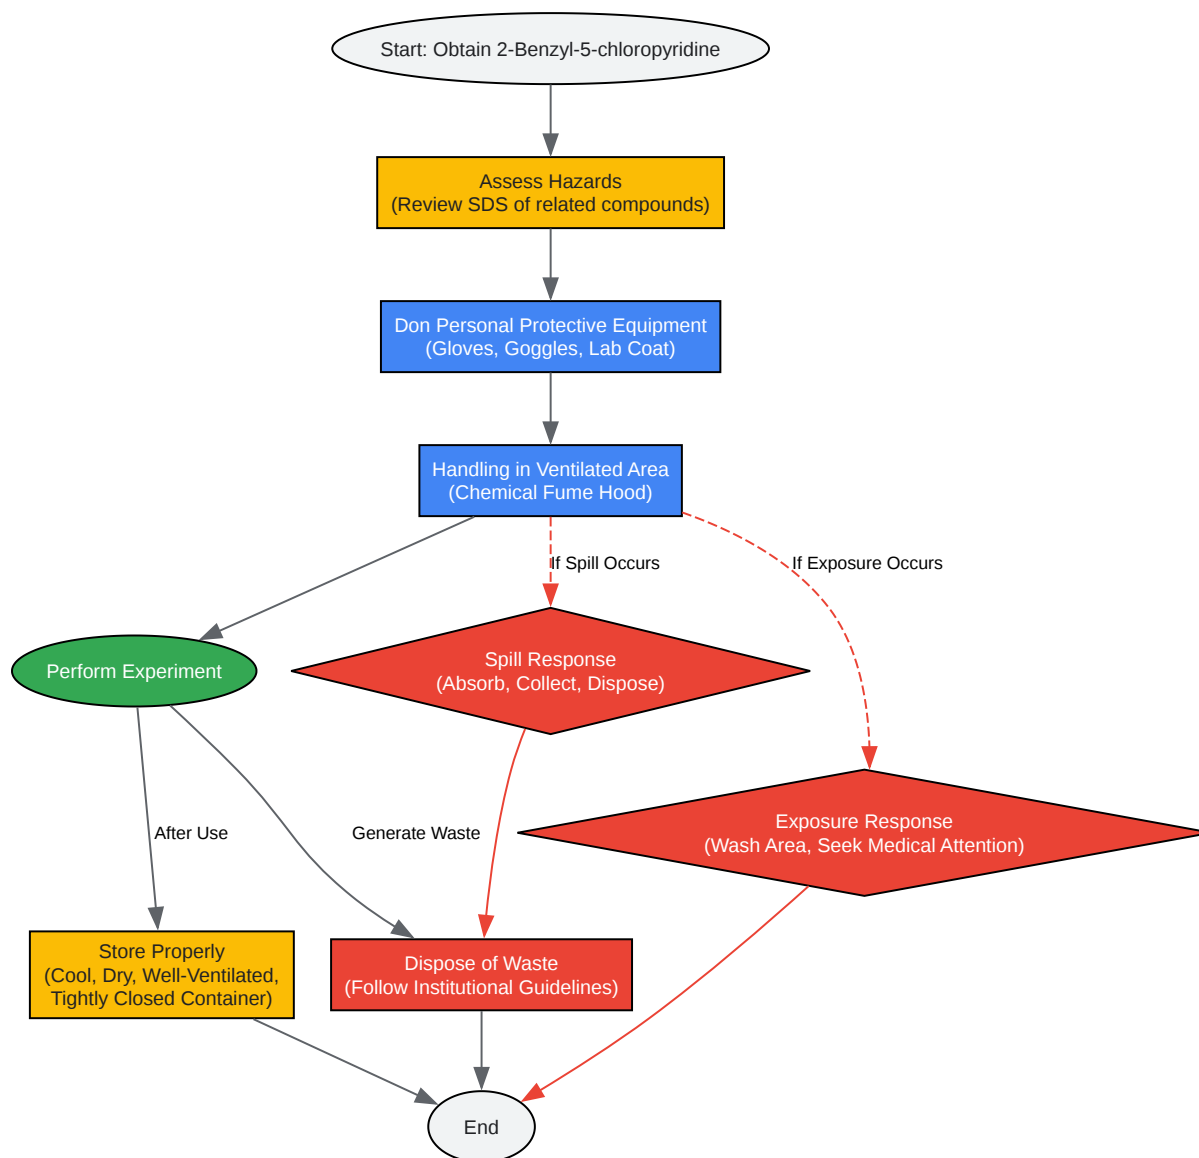 Start: Obtain 2-Benzyl-5-chloropyridine
Assess Hazards
(Review SDS of related compounds)
Don Personal Protective Equipment
(Gloves, Goggles, Lab Coat)
Handling in Ventilated Area
(Chemical Fume Hood)
If Spill Occurs
If Exposure Occurs
Perform Experiment
Spill Response
(Absorb, Collect, Dispose)
After Use
Generate Waste
Exposure Response
(Wash Area, Seek Medical Attention)
Store Properly
(Cool, Dry, Well-Ventilated,
Tightly Closed Container)
Dispose of Waste
(Follow Institutional Guidelines)
End